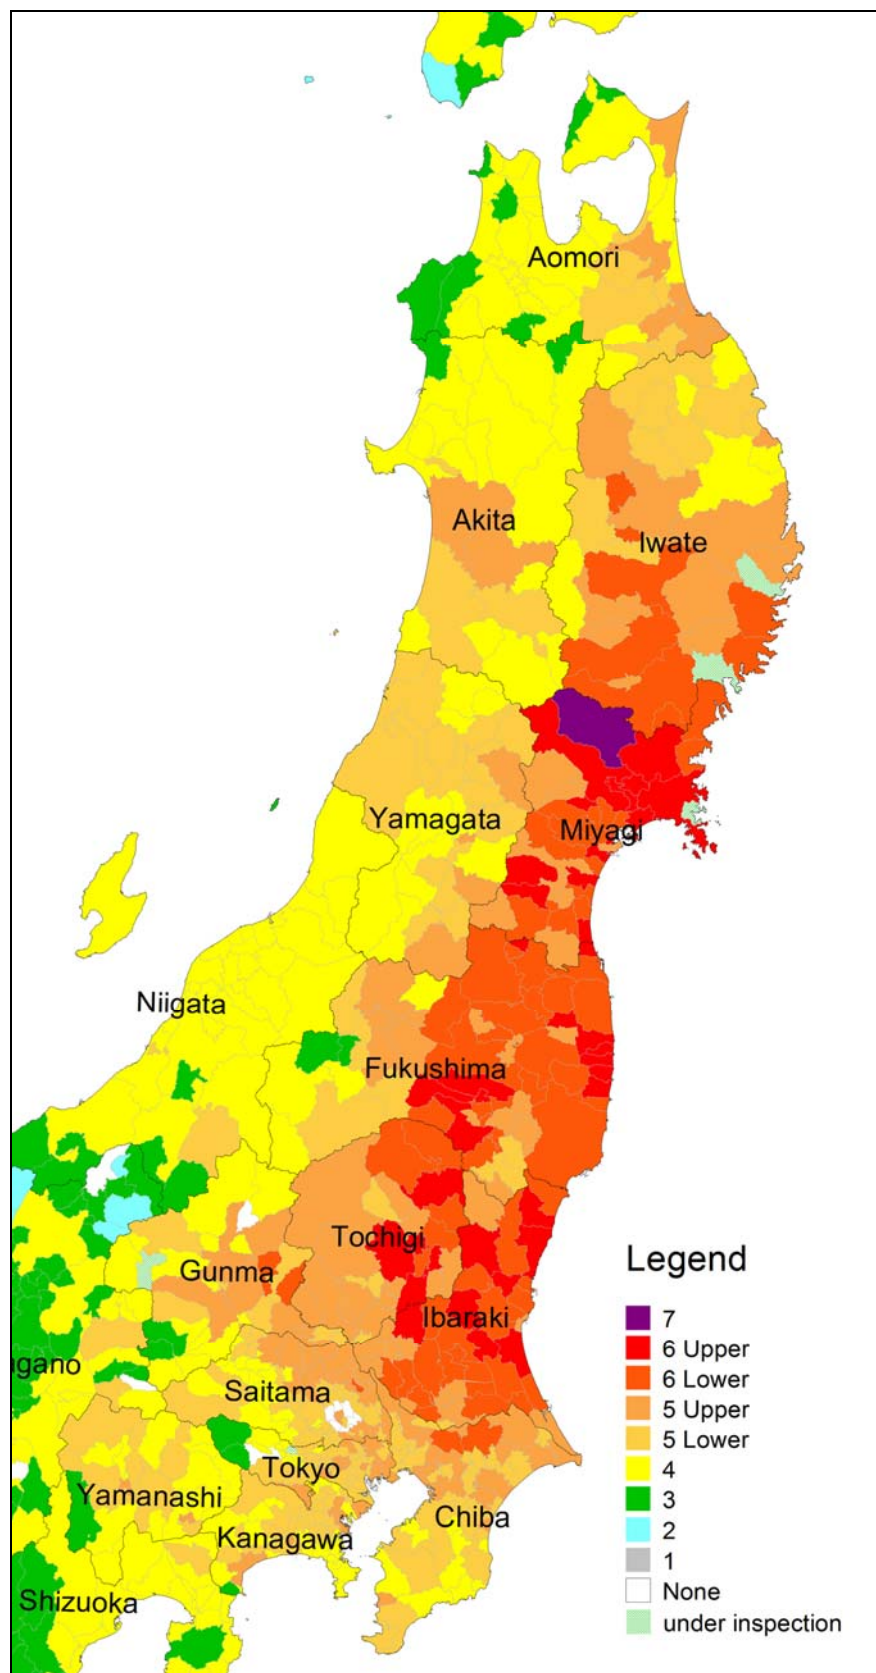 Aomori
Akita
Iwate
Yamagata
Miyagi
Niigata
Fukushima
Tochigi
Gunma
Ibaraki
gano
Saitama
Tokyo
Yamanashi
Chiba
Kanagawa
Shizuoka
Legend
7
6 Upper
6 Lower
5 Upper
5 Lower
4
3
2
1
None
under inspection